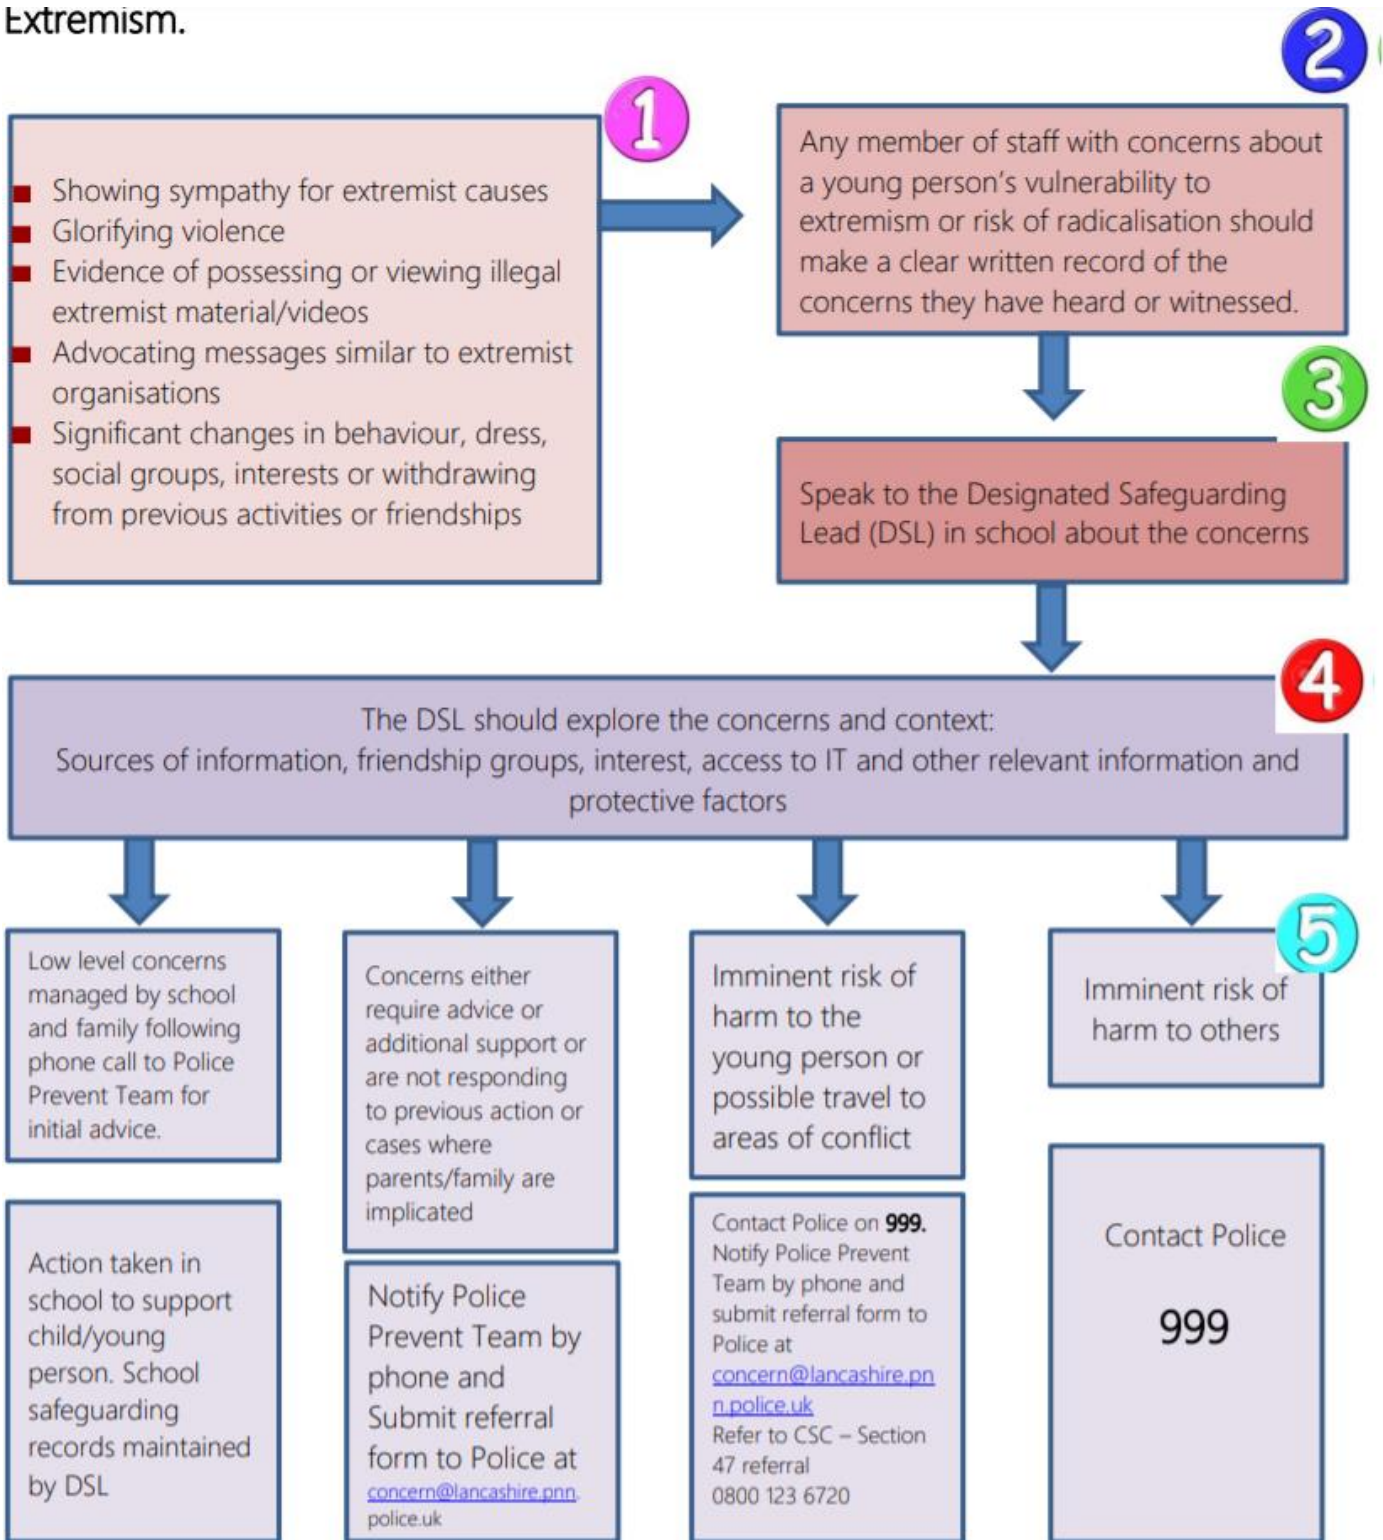 Extremism.
1
Showing sympathy for extremist causes
Glorifying violence
Evidence of possessing or viewing illegal
extremist material/videos
Advocating messages similar to extremist
organisations
Significant changes in behaviour, dress,
social groups, interests or withdrawing
from previous activities or friendships
2
Any member of staff with concerns about
a young person's vulnerability to
extremism or risk of radicalisation should
make a clear written record of the
concerns they have heard or witnessed.
3
Speak to the Designated Safeguarding
Lead (DSL) in school about the concerns
4
The DSL should explore the concerns and context:
Sources of information, friendship groups, interest, access to IT and other relevant information and
protective factors
5
Low level concerns
managed by school
and family following
phone call to Police
Prevent Team for
initial advice.
Action taken in
school to support
child/young
person. School
safeguarding
records maintained
by DSL
Concerns either
require advice or
additional support or
are not responding
to previous action or
cases where
parents/family are
implicated
Notify Police
Prevent Team by
phone and
Submit referral
form to Police at
concern@lancashire.pnn.
police.uk
Imminent risk of
harm to the
young person or
possible travel to
areas of conflict
Contact Police on 999.
Notify Police Prevent
Team by phone and
submit referral form to
Police at
concern@lancashire.pn
n.police.uk
Refer to CSC – Section
47 referral
0800 123 6720
Imminent risk of
harm to others
Contact Police
999